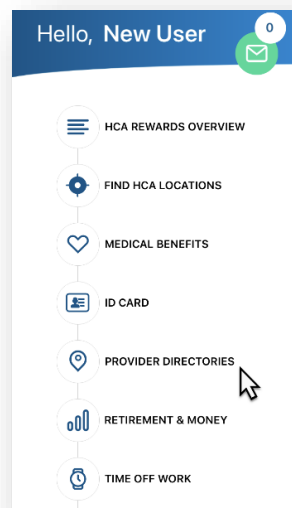 Hello, New User
0
HCA REWARDS OVERVIEW
FIND HCA LOCATIONS
MEDICAL BENEFITS
ID CARD
PROVIDER DIRECTORIES
RETIREMENT & MONEY
TIME OFF WORK